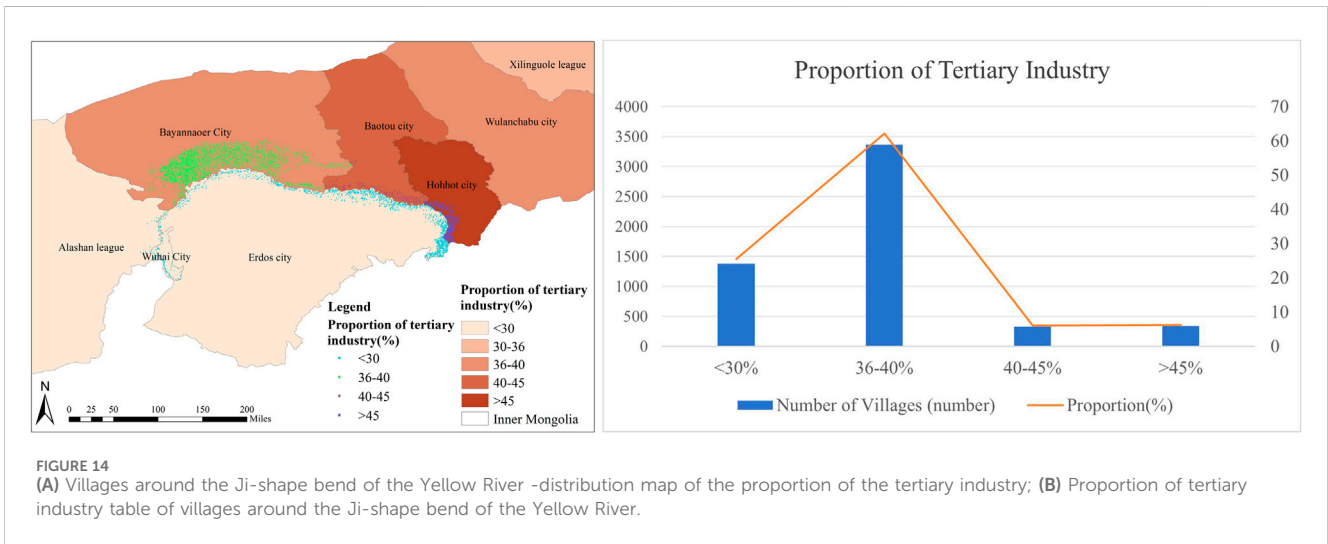 Xilinguole league
Bayannaoer City
Baotou city
Wulanchabu city
Hohhot city
Alashan league
Wuhai City
Erdos city
Legend
Proportion of tertiary
industry(%)
<30
36-40
40-45
>45
Proportion of tertiary
industry(%)
<30
30-36
36-40
40-45
>45
Inner Mongolia
N
0 25 50 100 150 200
Miles
Proportion of Tertiary Industry
4000
3500
3000
2500
2000
1500
1000
500
0
70
60
50
40
30
20
10
0
<30% 36-40% 40-45% >45%
Number of Villages (number) Proportion(%)
FIGURE 14
(A) Villages around the Ji-shape bend of the Yellow River -distribution map of the proportion of the tertiary industry; (B) Proportion of tertiary
industry table of villages around the Ji-shape bend of the Yellow River.